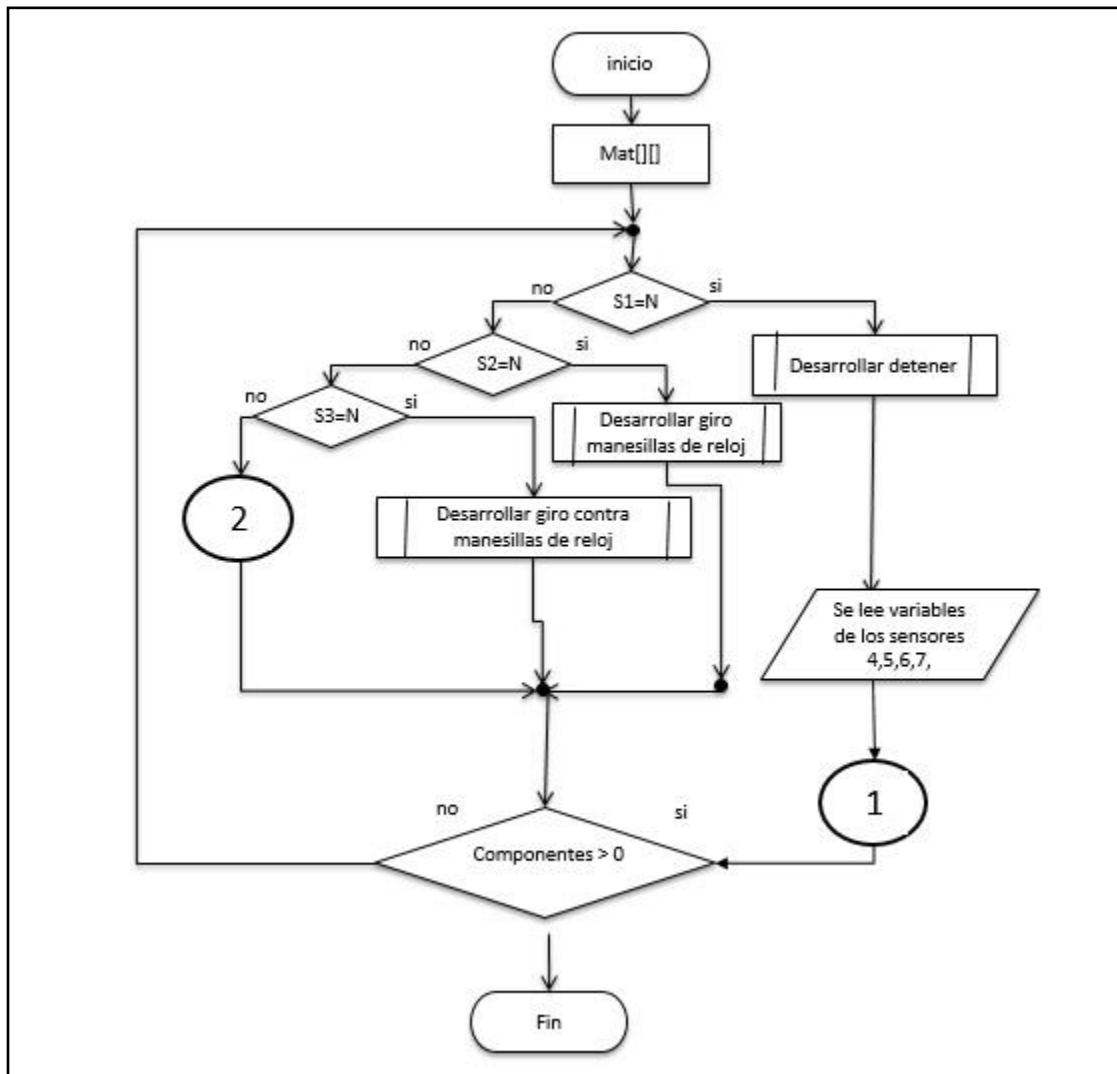 inicio
Mat[][]
no
S1=N
si
no
S2=N
si
Desarrollar detener
no
S3=N
si
Desarrollar giro
manesillas de reloj
2
Desarrollar giro contra
manesillas de reloj
Se lee variables
de los sensores
4,5,6,7,
1
no
si
Componentes > 0
Fin